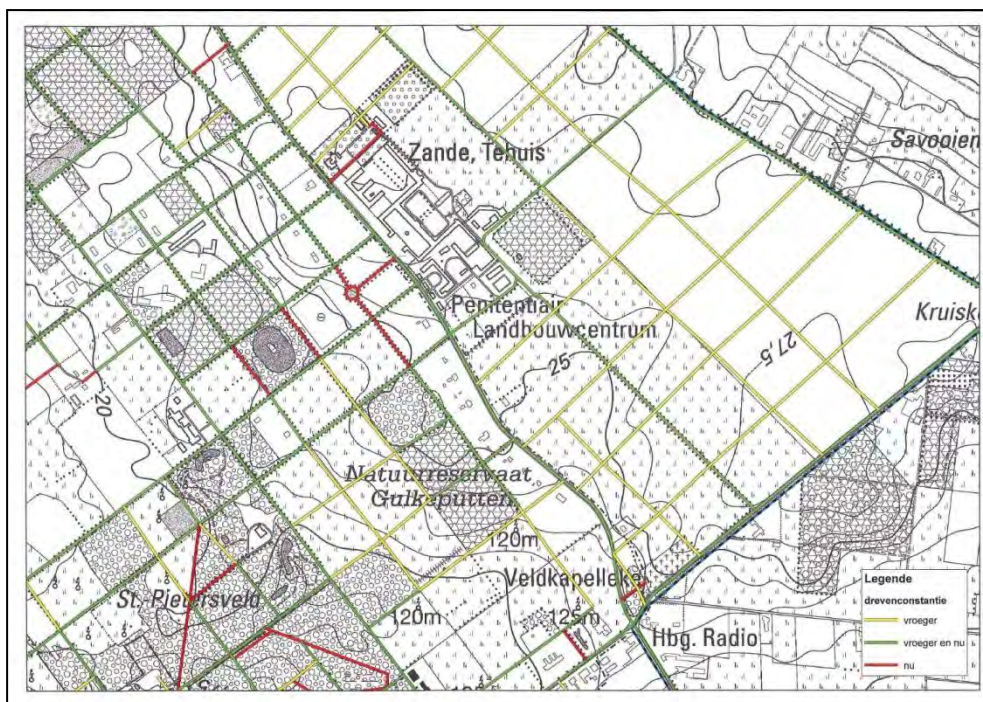 Zande, Tehuis
Savooien
Penitentiair
Landbouwcentrum
Kruisk
27.5
25
20
Natuurreservaat
Gulkeputten
120m
Veldkapelleke
St.-Pietersveld
120m
125m
Hbg. Radio
Legende
drevenconstantie
vroeger
vroeger en nu
nu